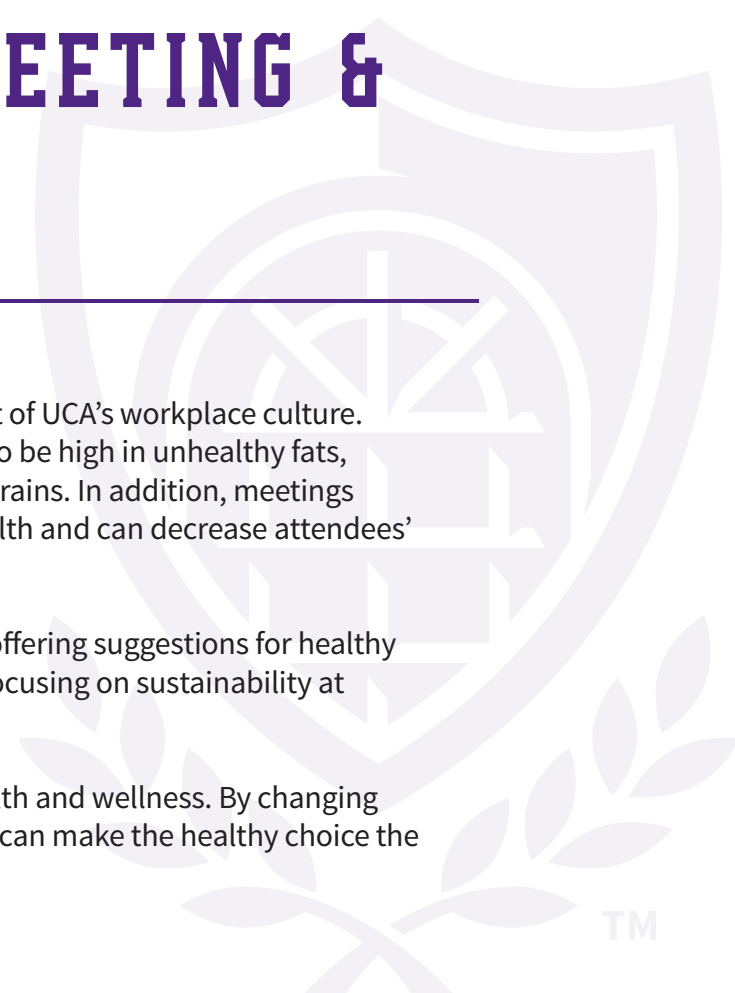 EETING &
t of UCA’s workplace culture.
o be high in unhealthy fats,
rains. In addition, meetings
lth and can decrease attendees’
offering suggestions for healthy
ocusing on sustainability at
lth and wellness. By changing
can make the healthy choice the
TM